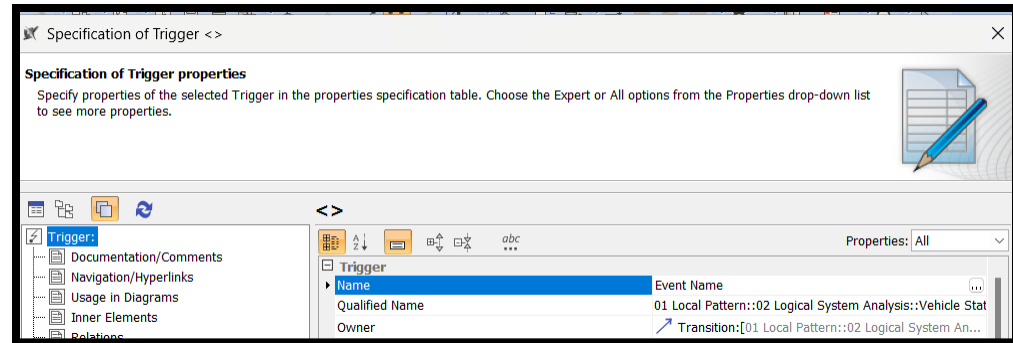 Specification of Trigger <>
Specification of Trigger properties
Specify properties of the selected Trigger in the properties specification table. Choose the Expert or All options from the Properties drop-down list
to see more properties.
<>
Trigger:
Documentation/Comments
Navigation/Hyperlinks
Usage in Diagrams
Inner Elements
Relations
abc
Properties: All
Trigger
Name Event Name ...
Qualified Name 01 Local Pattern::02 Logical System Analysis::Vehicle Stat
Owner Transition:[01 Local Pattern::02 Logical System An...